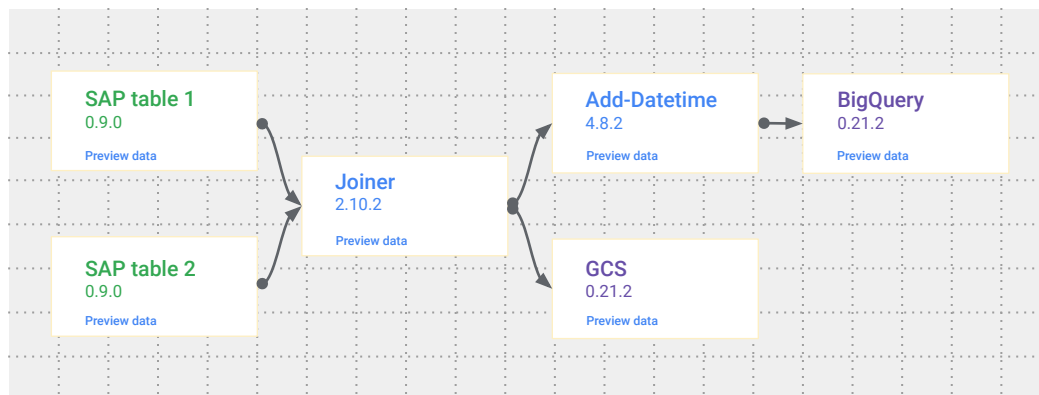 SAP table 1
0.9.0
Preview data
SAP table 2
0.9.0
Preview data
Joiner
2.10.2
Preview data
Add-Datetime
4.8.2
Preview data
BigQuery
0.21.2
Preview data
GCS
0.21.2
Preview data